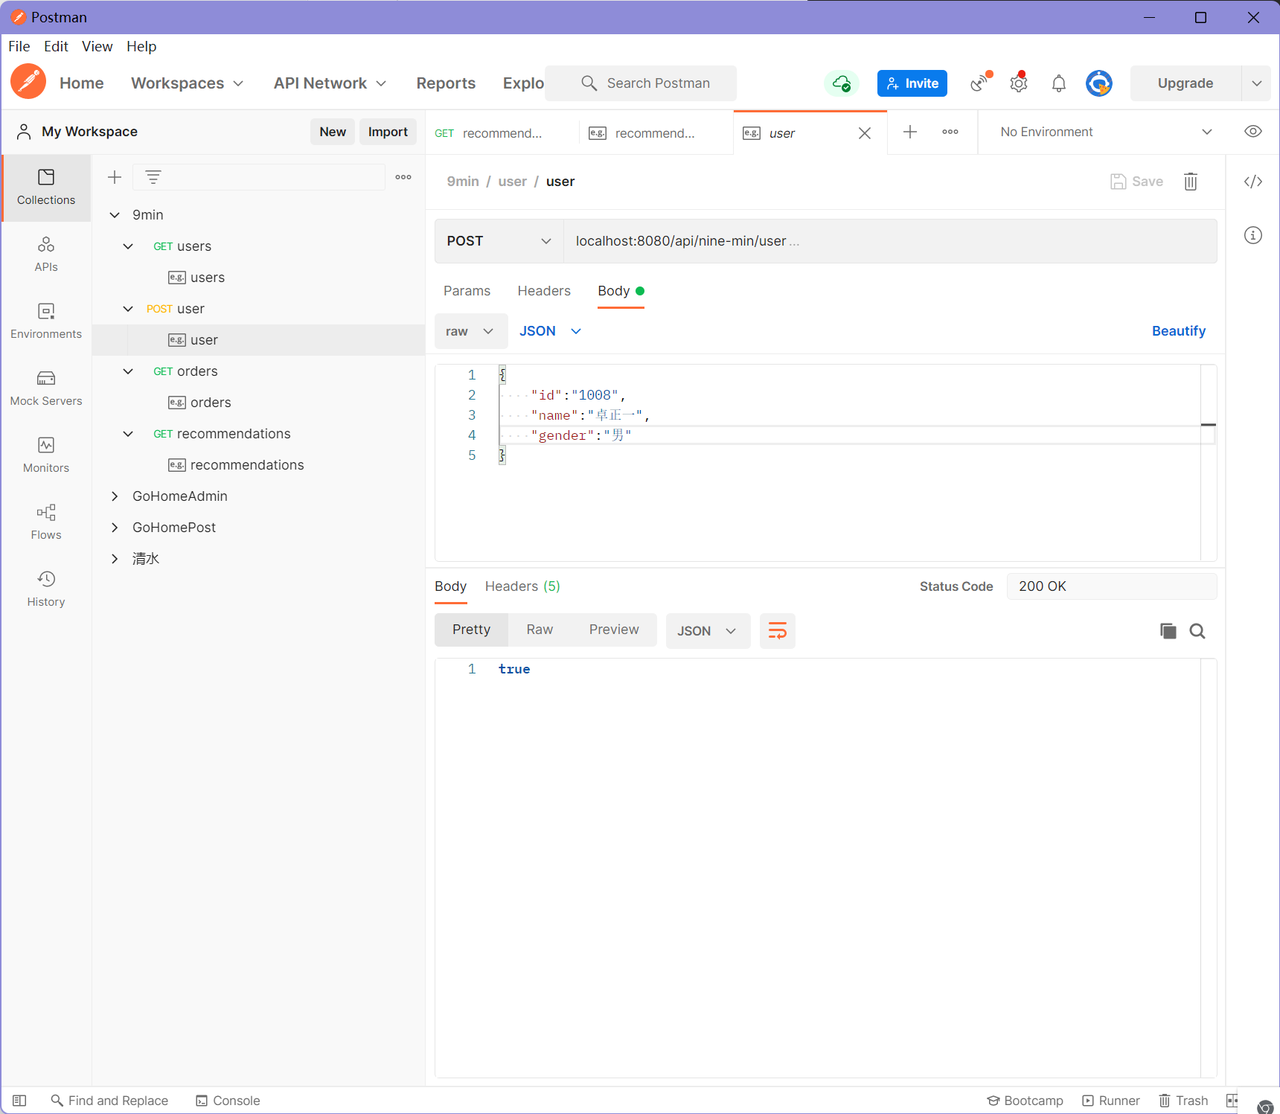 Postman
File Edit View Help
Home Workspaces API Network Reports Explo Search Postman Invite Upgrade
My Workspace New Import GET recommend... e.g. recommend... e.g. user No Environment
Collections
APIs
Environments
Mock Servers
Monitors
Flows
History
9min
GET users
e.g. users
POST user
e.g. user
GET orders
e.g. orders
GET recommendations
e.g. recommendations
GoHomeAdmin
GoHomePost
清水
9min / user / user Save
POST localhost:8080/api/nine-min/user ...
Params Headers Body
raw JSON Beautify
1 {
2 "id":"1008",
3 "name":"卓正一",
4 "gender":"男"
5 }
Body Headers (5) Status Code 200 OK
Pretty Raw Preview JSON
1 true
Find and Replace Console Bootcamp Runner Trash